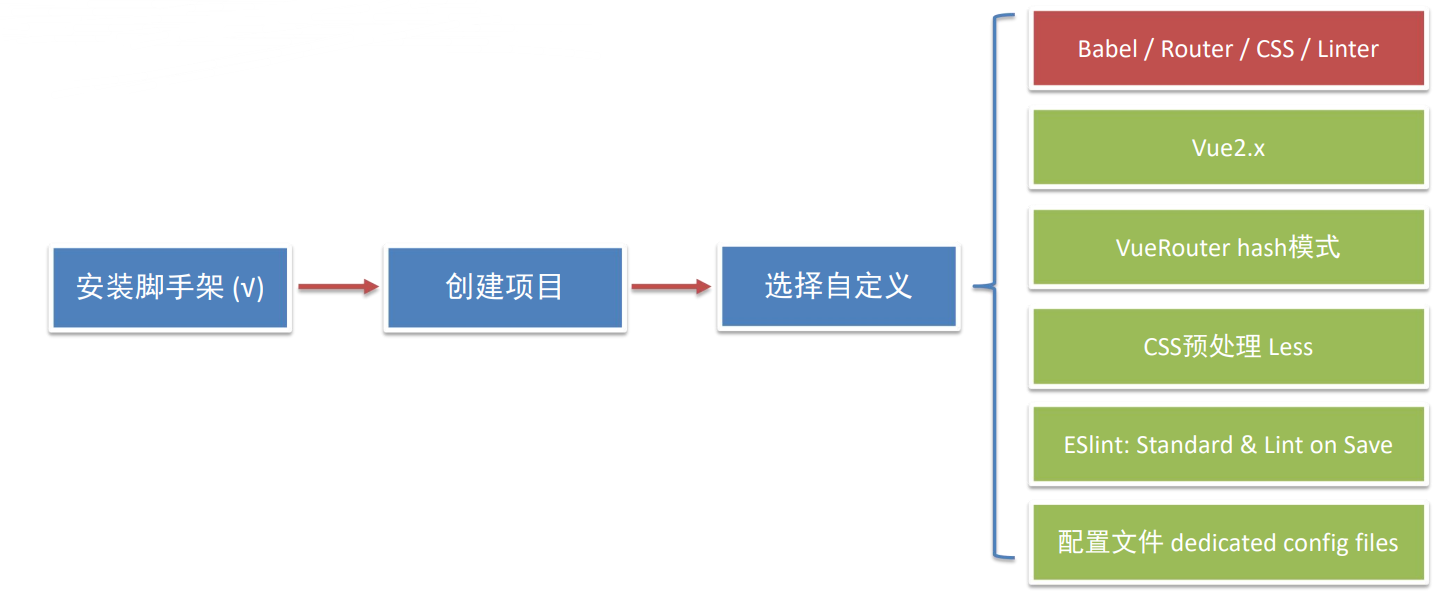 安装脚手架 (√)
创建项目
选择自定义
Babel / Router / CSS / Linter
Vue2.x
VueRouter hash模式
CSS预处理 Less
ESlint: Standard & Lint on Save
配置文件 dedicated config files